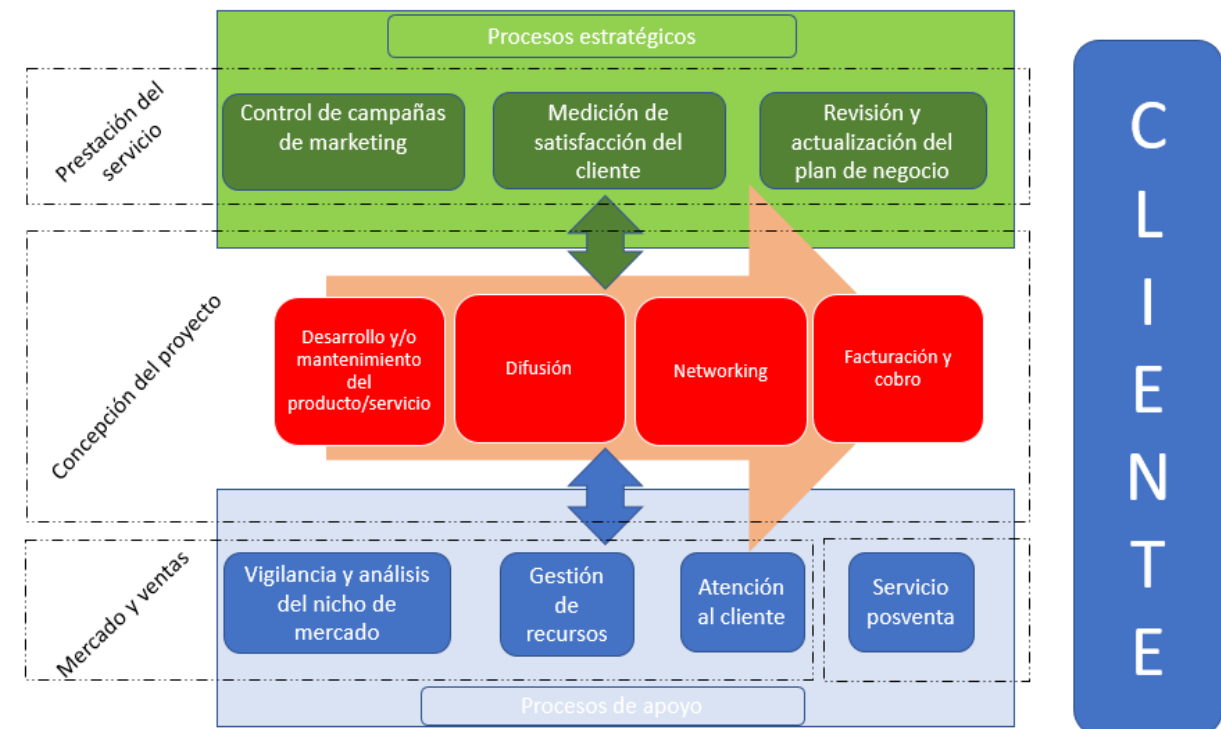 Procesos estratégicos
Prestación del
servicio
Control de campañas
de marketing
Medición de
satisfacción del
cliente
Revisión y
actualización del
plan de negocio
Concepción del proyecto
Desarrollo y/o
mantenimiento
del
producto/servicio
Difusión
Networking
Facturación y
cobro
Mercado y ventas
Vigilancia y análisis
del nicho de
mercado
Gestión
de
recursos
Atención
al cliente
Servicio
posventa
Procesos de apoyo
C
L
I
E
N
T
E